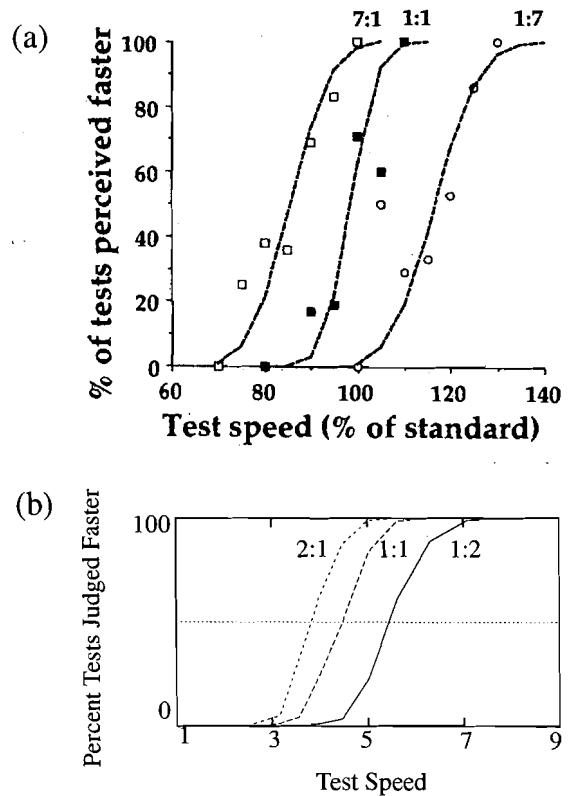 (a)
7:1 1:1 1:7
100
80
60
40
20
0
% of tests perceived faster
60 80 100 120 140
Test speed (% of standard)
(b)
100
2:1 1:1 1:2
0
Percent Tests Judged Faster
1 3 5 7 9
Test Speed